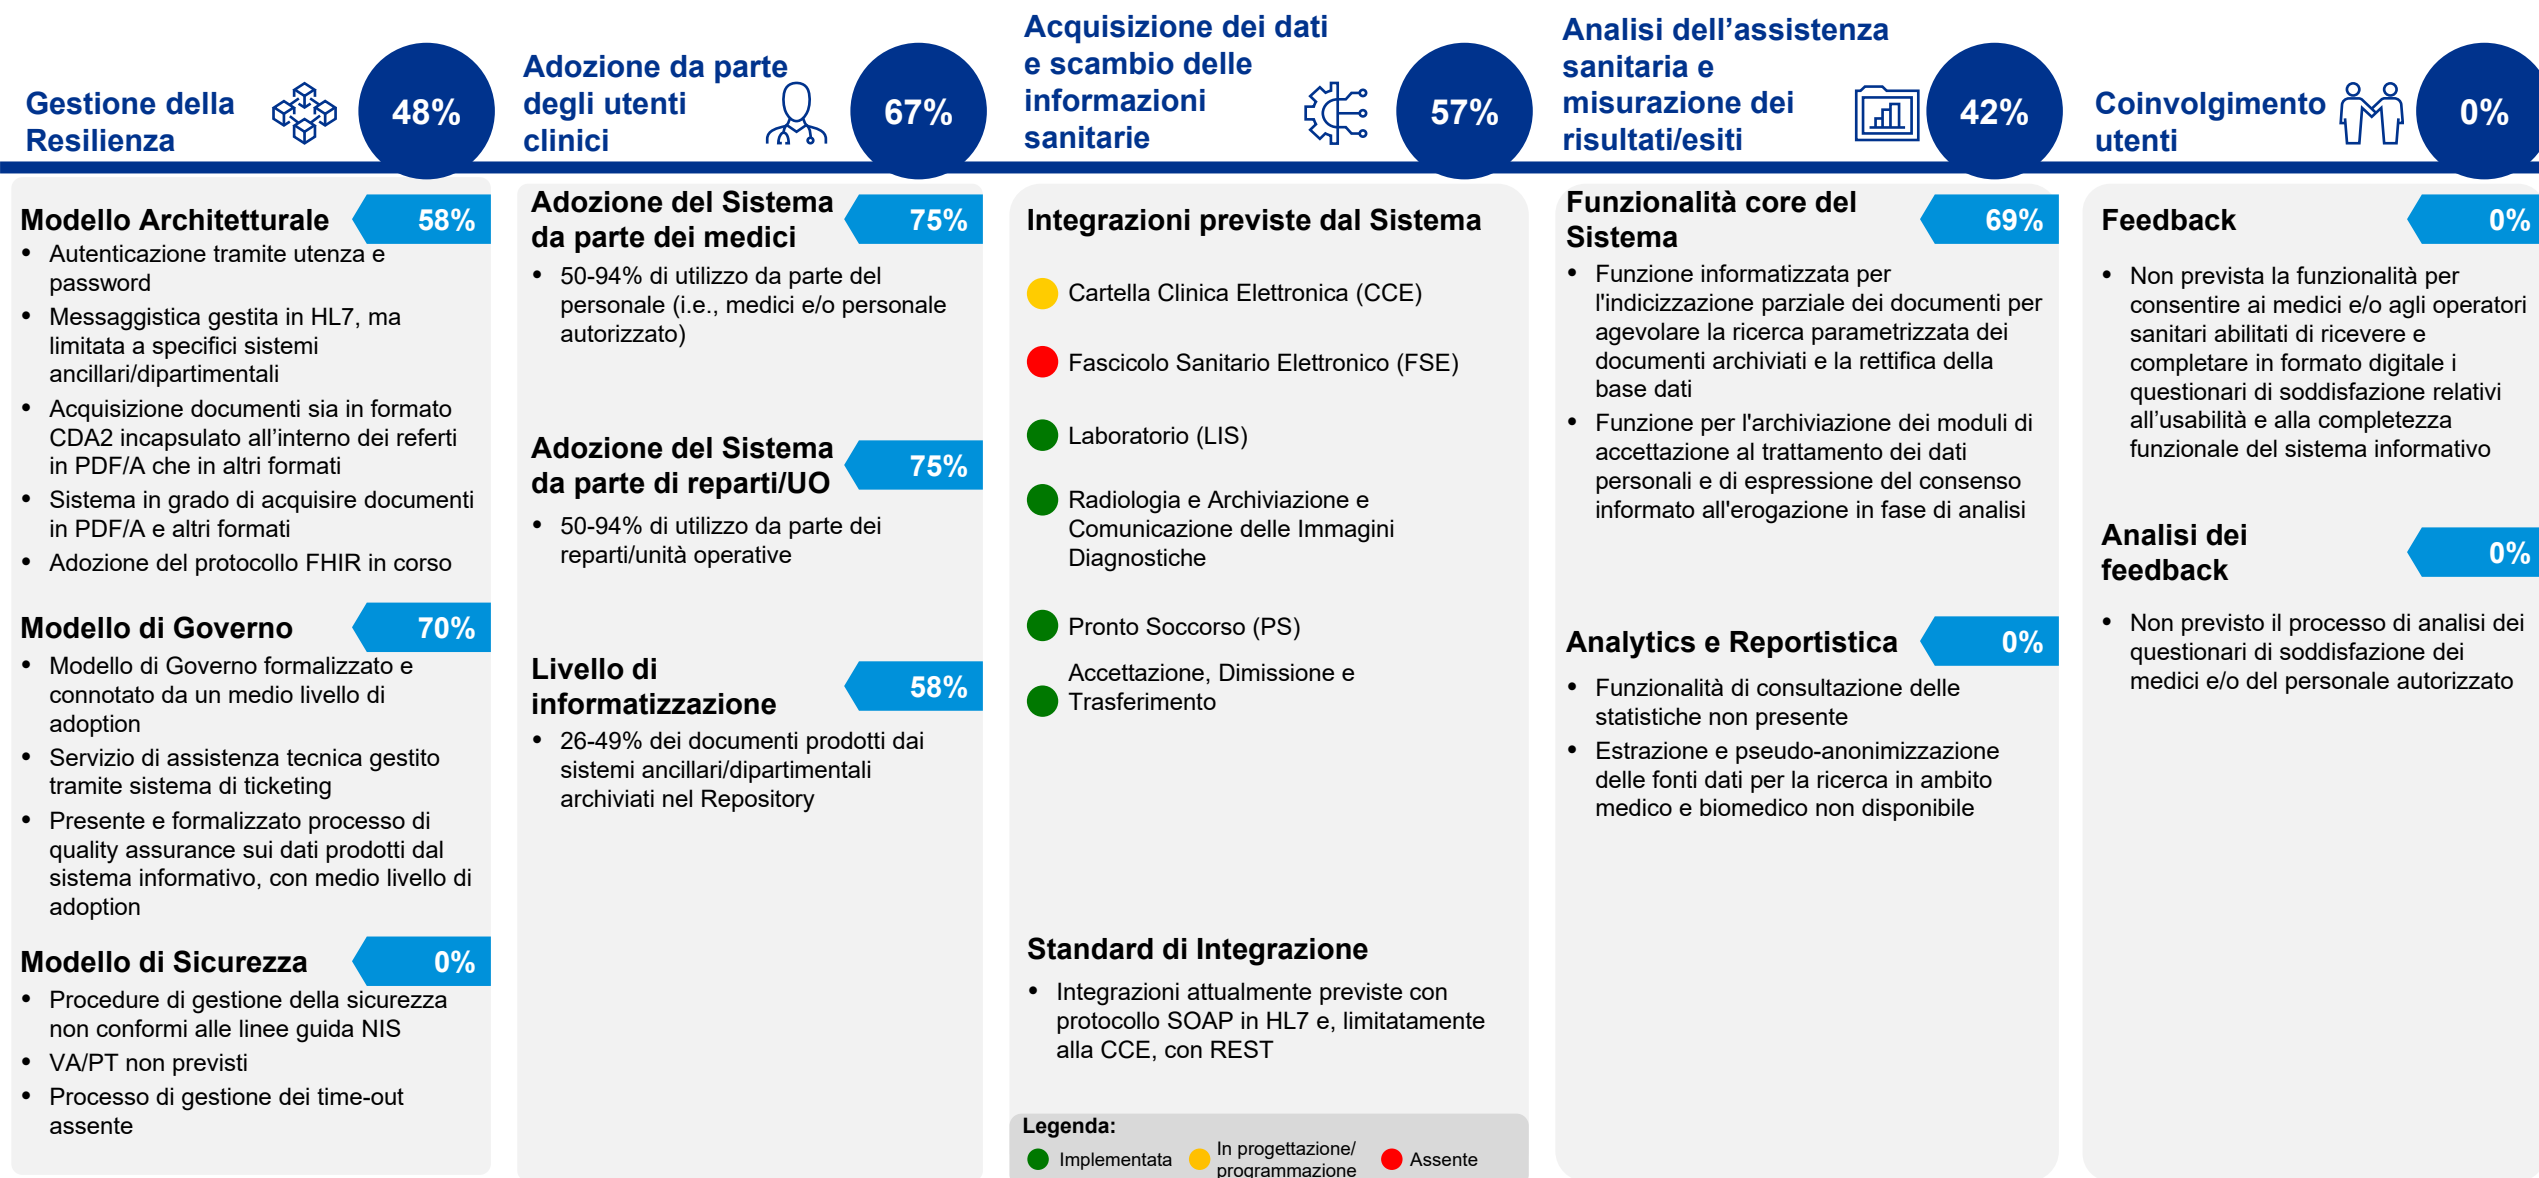 Gestione della
Resilienza
48%
Modello Architetturale
58%
• Autenticazione tramite utenza e
password
• Messaggistica gestita in HL7, ma
limitata a specifici sistemi
ancillari/dipartimentali
• Acquisizione documenti sia in formato
CDA2 incapsulato all’interno dei referti
in PDF/A che in altri formati
• Sistema in grado di acquisire documenti
in PDF/A e altri formati
• Adozione del protocollo FHIR in corso
Modello di Governo
70%
• Modello di Governo formalizzato e
connotato da un medio livello di
adoption
• Servizio di assistenza tecnica gestito
tramite sistema di ticketing
• Presente e formalizzato processo di
quality assurance sui dati prodotti dal
sistema informativo, con medio livello di
adoption
Modello di Sicurezza
0%
• Procedure di gestione della sicurezza
non conformi alle linee guida NIS
• VA/PT non previsti
• Processo di gestione dei time-out
assente
Adozione da parte
degli utenti
clinici
67%
Adozione del Sistema
da parte dei medici
75%
• 50-94% di utilizzo da parte del
personale (i.e., medici e/o personale
autorizzato)
Adozione del Sistema
da parte di reparti/UO
75%
• 50-94% di utilizzo da parte dei
reparti/unità operative
Livello di
informatizzazione
58%
• 26-49% dei documenti prodotti dai
sistemi ancillari/dipartimentali
archiviati nel Repository
Acquisizione dei dati
e scambio delle
informazioni
sanitarie
57%
Integrazioni previste dal Sistema
Cartella Clinica Elettronica (CCE)
Fascicolo Sanitario Elettronico (FSE)
Laboratorio (LIS)
Radiologia e Archiviazione e
Comunicazione delle Immagini
Diagnostiche
Pronto Soccorso (PS)
Accettazione, Dimissione e
Trasferimento
Standard di Integrazione
• Integrazioni attualmente previste con
protocollo SOAP in HL7 e, limitatamente
alla CCE, con REST
Legenda:
Implementata
In progettazione/
programmazione
Assente
Analisi dell’assistenza
sanitaria e
misurazione dei
risultati/esiti
42%
Funzionalità core del
Sistema
69%
• Funzione informatizzata per
l'indicizzazione parziale dei documenti per
agevolare la ricerca parametrizzata dei
documenti archiviati e la rettifica della
base dati
• Funzione per l'archiviazione dei moduli di
accettazione al trattamento dei dati
personali e di espressione del consenso
informato all'erogazione in fase di analisi
Analytics e Reportistica
0%
• Funzionalità di consultazione delle
statistiche non presente
• Estrazione e pseudo-anonimizzazione
delle fonti dati per la ricerca in ambito
medico e biomedico non disponibile
Coinvolgimento
utenti
0%
Feedback
0%
• Non prevista la funzionalità per
consentire ai medici e/o agli operatori
sanitari abilitati di ricevere e
completare in formato digitale i
questionari di soddisfazione relativi
all’usabilità e alla completezza
funzionale del sistema informativo
Analisi dei
feedback
0%
• Non previsto il processo di analisi dei
questionari di soddisfazione dei
medici e/o del personale autorizzato